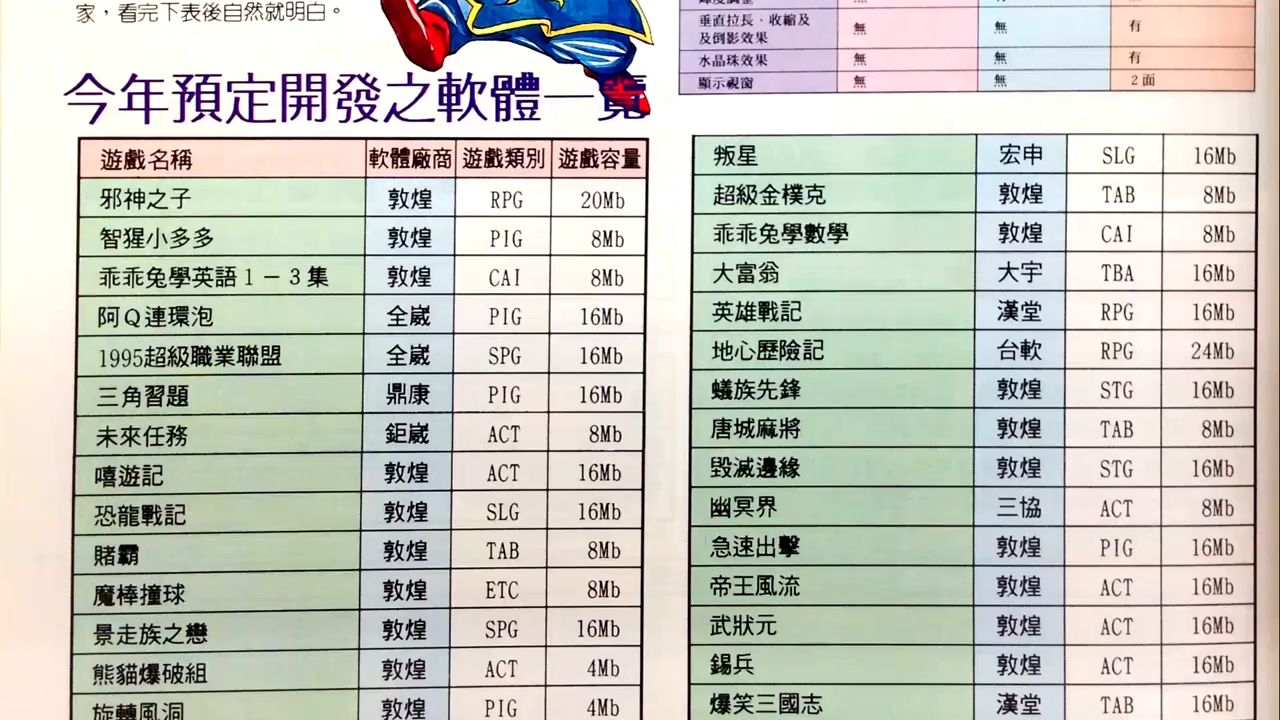 家，看完下表後自然就明白。
垂直拉長、收縮及
及倒影效果 無 無 有
水晶珠效果 無 無 有
顯示視窗 無 無 2面
今年預定開發之軟體一覽
遊戲名稱 軟體廠商 遊戲類別 遊戲容量
邪神之子 敦煌 RPG 20Mb
智猩小多多 敦煌 PIG 8Mb
乖乖兔學英語1－3集 敦煌 CAI 8Mb
阿Q連環泡 全崴 PIG 16Mb
1995超級職業聯盟 全崴 SPG 16Mb
三角習題 鼎康 PIG 16Mb
未來任務 鉅崴 ACT 8Mb
嘻遊記 敦煌 ACT 16Mb
恐龍戰記 敦煌 SLG 16Mb
賭霸 敦煌 TAB 8Mb
魔棒撞球 敦煌 ETC 8Mb
景走族之戀 敦煌 SPG 16Mb
熊貓爆破組 敦煌 ACT 4Mb
旋轉風洞 敦煌 PIG 4Mb
叛星 宏申 SLG 16Mb
超級金樸克 敦煌 TAB 8Mb
乖乖兔學數學 敦煌 CAI 8Mb
大富翁 大宇 TBA 16Mb
英雄戰記 漢堂 RPG 16Mb
地心歷險記 台軟 RPG 24Mb
蟻族先鋒 敦煌 STG 16Mb
唐城麻將 敦煌 TAB 8Mb
毀滅邊緣 敦煌 STG 16Mb
幽冥界 三協 ACT 8Mb
急速出擊 敦煌 PIG 16Mb
帝王風流 敦煌 ACT 16Mb
武狀元 敦煌 ACT 16Mb
錫兵 敦煌 ACT 16Mb
爆笑三國志 漢堂 TAB 16Mb